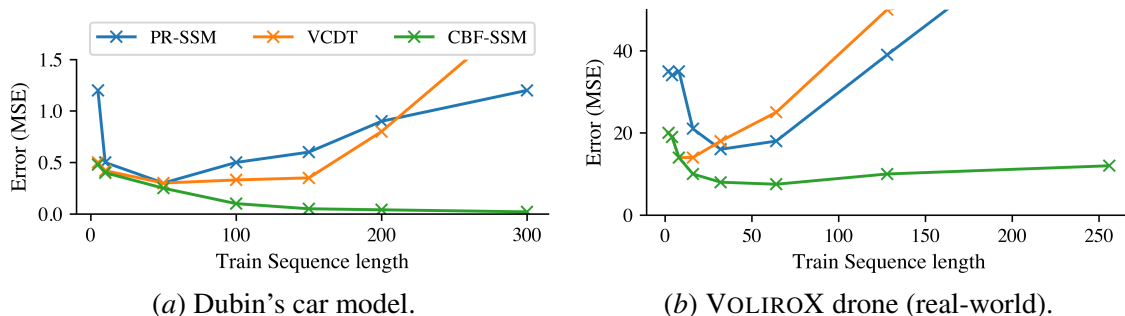 PR-SSM VCDT CBF-SSM
Error (MSE)
1.5
1.0
0.5
0.0
0 100 200 300
Train Sequence length
(a) Dubin's car model.
Error (MSE)
40
20
0
0 50 100 150 200 250
Train Sequence length
(b) VOLIROX drone (real-world).